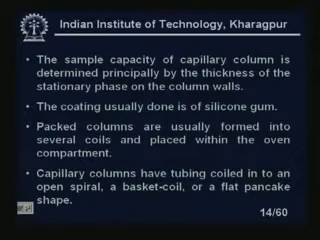 Indian Institute of Technology, Kharagpur
• The sample capacity of capillary column is
determined principally by the thickness of the
stationary phase on the column walls.
• The coating usually done is of silicone gum.
• Packed columns are usually formed into
several coils and placed within the oven
compartment.
• Capillary columns have tubing coiled in to an
open spiral, a basket-coil, or a flat pancake
shape.
14/60